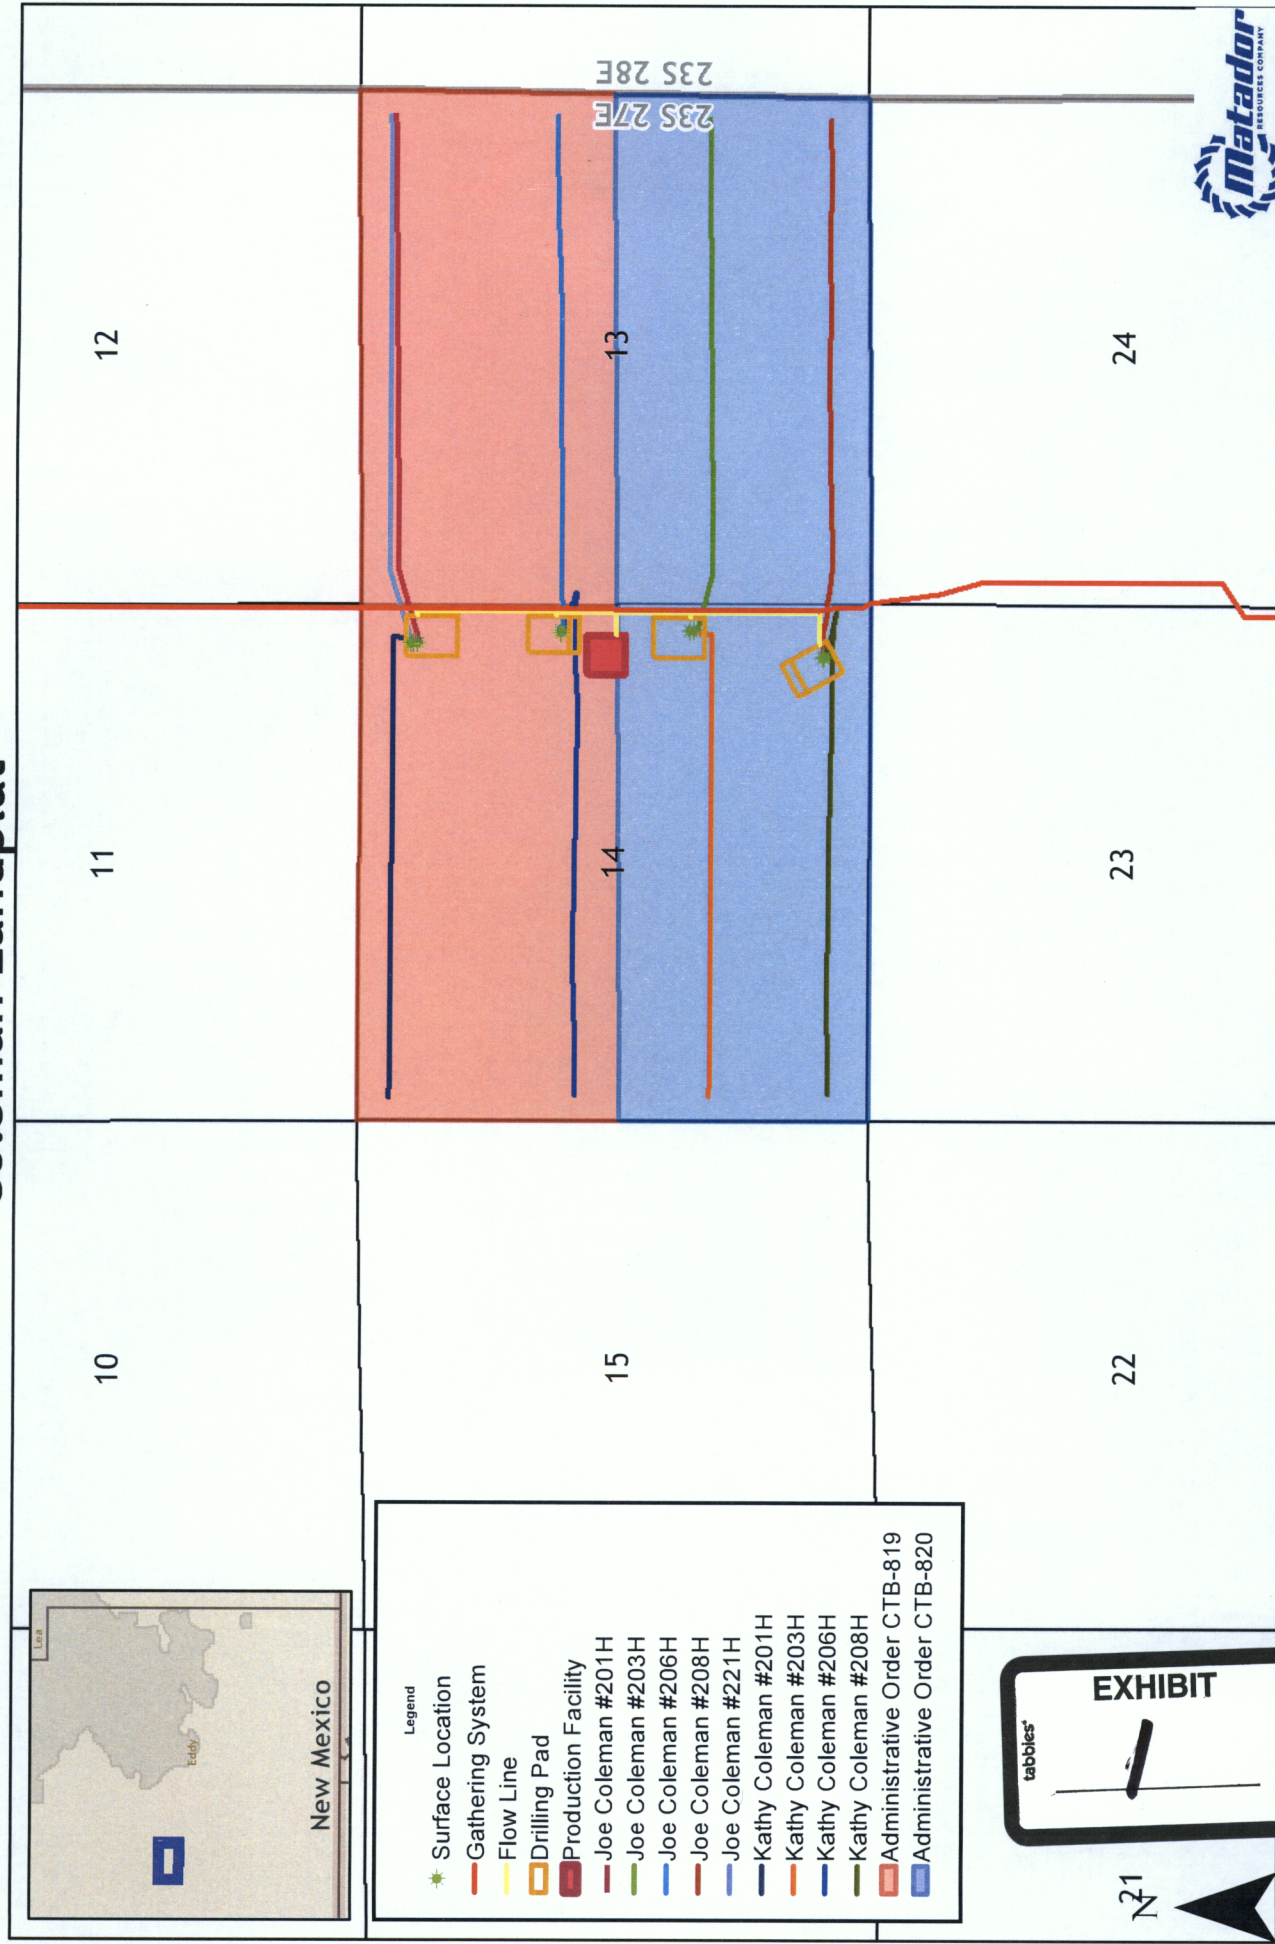 12
11
10
23S 28E
23S 27E
13
14
15
24
23
22
21
N
Lea
Eddy
New Mexico
Legend
Surface Location
Gathering System
Flow Line
Drilling Pad
Production Facility
Joe Coleman #201H
Joe Coleman #203H
Joe Coleman #206H
Joe Coleman #208H
Joe Coleman #221H
Kathy Coleman #201H
Kathy Coleman #203H
Kathy Coleman #206H
Kathy Coleman #208H
Administrative Order CTB-819
Administrative Order CTB-820
tabbies®
EXHIBIT
Matador
RESOURCES COMPANY